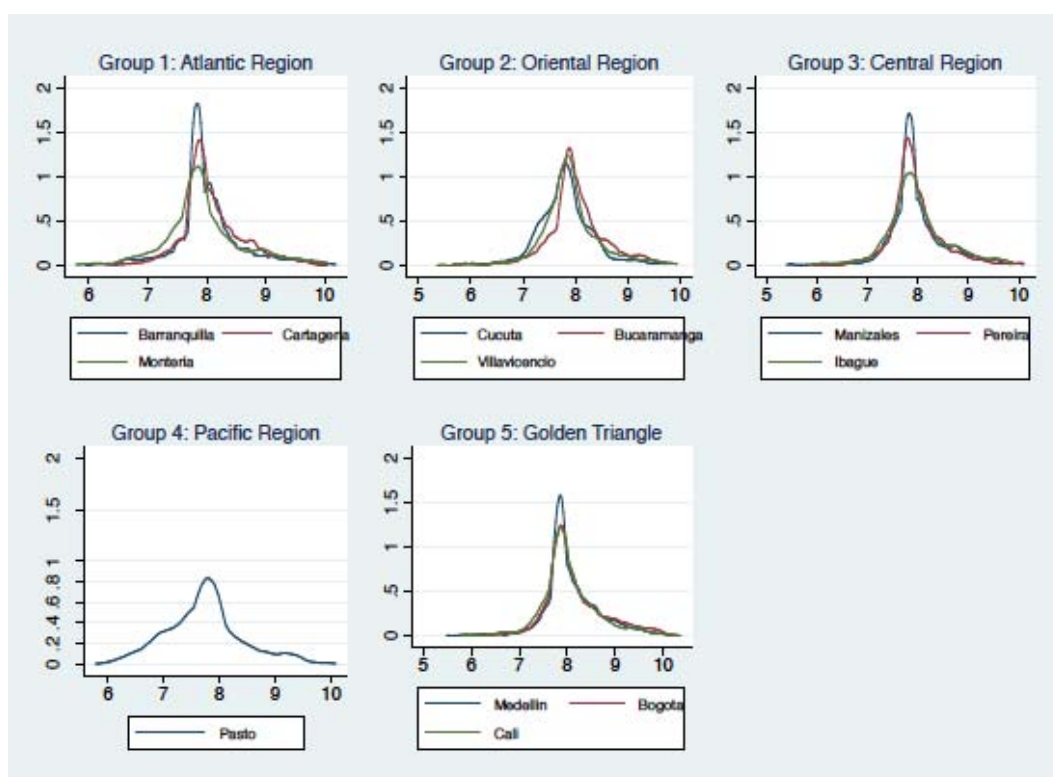 Group 1: Atlantic Region
2
1.5
1
.5
0
6 7 8 9 10
Barranquilla Cartagena
Monteria
Group 2: Oriental Region
2
1.5
1
.5
0
6 7 8 9 10
Cucuta Bucaramanga
Villavicencio
Group 3: Central Region
2
1.5
1
.5
0
5 6 7 8 9 10
Manizales Pereira
Ibague
Group 4: Pacific Region
2
1.5
0 .2 .4 .6 .8 1
6 7 8 9 10
Pasto
Group 5: Golden Triangle
2
1.5
1
.5
0
5 6 7 8 9 10
Medellin Bogota
Cali